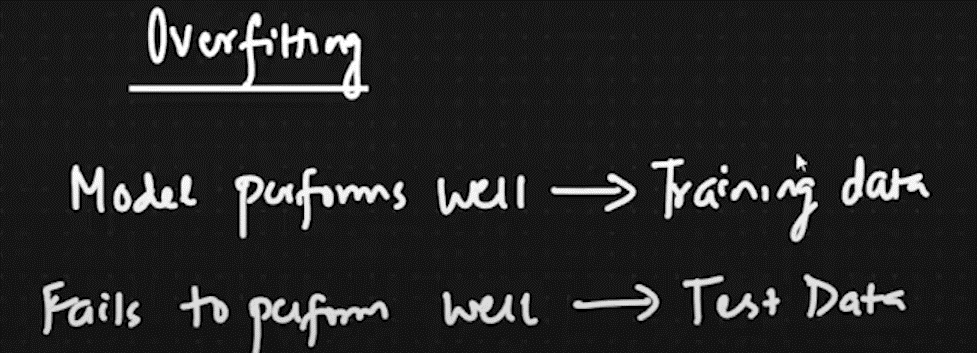 Overfitting
Model performs well → Training data
Fails to perform well → Test Data